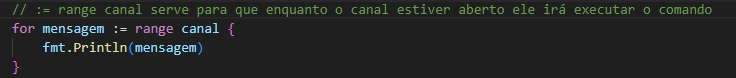 // := range canal serve para que enquanto o canal estiver aberto ele irá executar o comando
for mensagem := range canal {
    fmt.Println(mensagem)
}